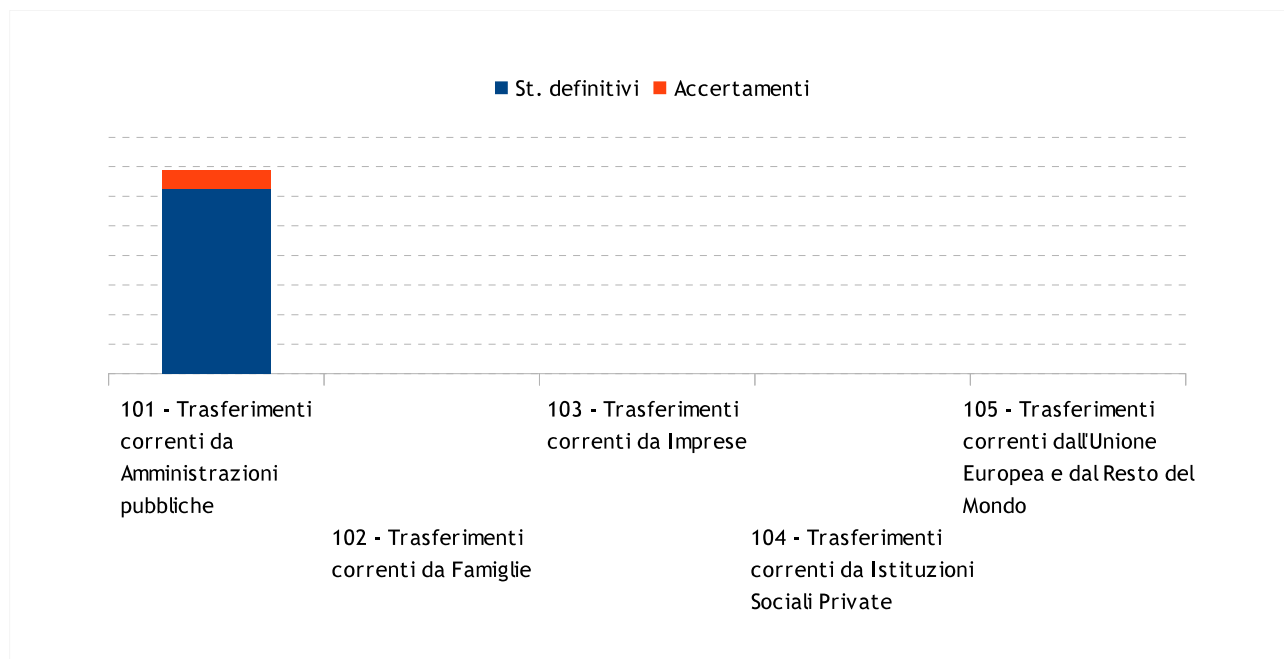 St. definitivi Accertamenti
101 - Trasferimenti
correnti da
Amministrazioni
pubbliche
102 - Trasferimenti
correnti da Famiglie
103 - Trasferimenti
correnti da Imprese
104 - Trasferimenti
correnti da Istituzioni
Sociali Private
105 - Trasferimenti
correnti dall'Unione
Europea e dal Resto del
Mondo